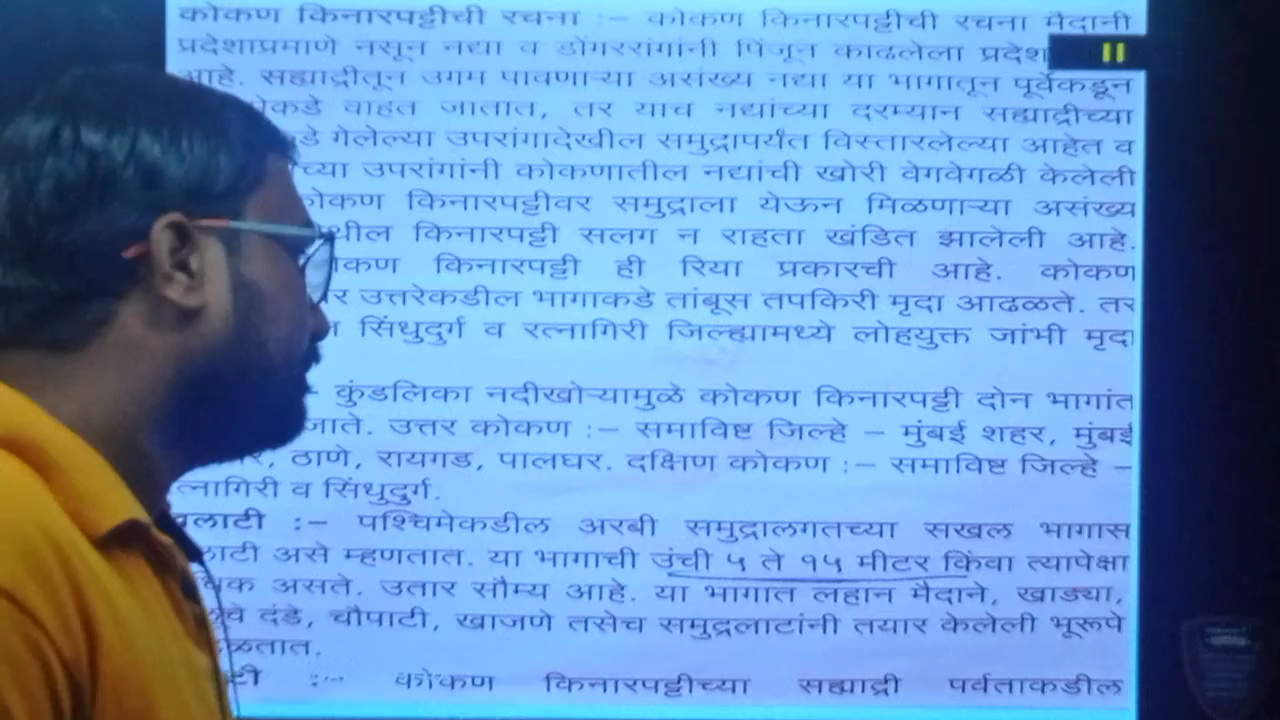 कोकण किनारपट्टीची रचना :– कोकण किनारपट्टीची रचना मैदानी
प्रदेशाप्रमाणे नसून नद्या व डोंगररांगांनी पिंजून काढलेला प्रदेश
आहे. सह्याद्रीतून उगम पावणाऱ्या असंख्य नद्या या भागातून पूर्वेकडून
वाहत जातात, तर याच नद्यांच्या दरम्यान सह्याद्रीच्या
गेलेल्या उपरांगादेखील समुद्रापर्यंत विस्तारलेल्या आहेत व
उपरांगांनी कोकणातील नद्यांची खोरी वेगवेगळी केलेली
कोकण किनारपट्टीवर समुद्राला येऊन मिळणाऱ्या असंख्य
किनारपट्टी सलग न राहता खंडित झालेली आहे.
कोकण किनारपट्टी ही रिया प्रकारची आहे. कोकण
उत्तरेकडील भागाकडे तांबूस तपकिरी मृदा आढळते. तर
सिंधुदुर्ग व रत्नागिरी जिल्ह्यामध्ये लोहयुक्त जांभी मृदा
कुंडलिका नदीखोऱ्यामुळे कोकण किनारपट्टी दोन भागांत
जाते. उत्तर कोकण :– समाविष्ट जिल्हे – मुंबई शहर, मुंबई
ठाणे, रायगड, पालघर. दक्षिण कोकण :– समाविष्ट जिल्हे –
व सिंधुदुर्ग.
:– पश्चिमेकडील अरबी समुद्रालगतच्या सखल भागास
असे म्हणतात. या भागाची उंची ५ ते १५ मीटर किंवा त्यापेक्षा
असते. उतार सौम्य आहे. या भागात लहान मैदाने, खाड्या,
दंडे, चौपाटी, खाजणे तसेच समुद्रलाटांनी तयार केलेली भूरूपे
:– कोकण किनारपट्टीच्या सह्याद्री पर्वताकडील